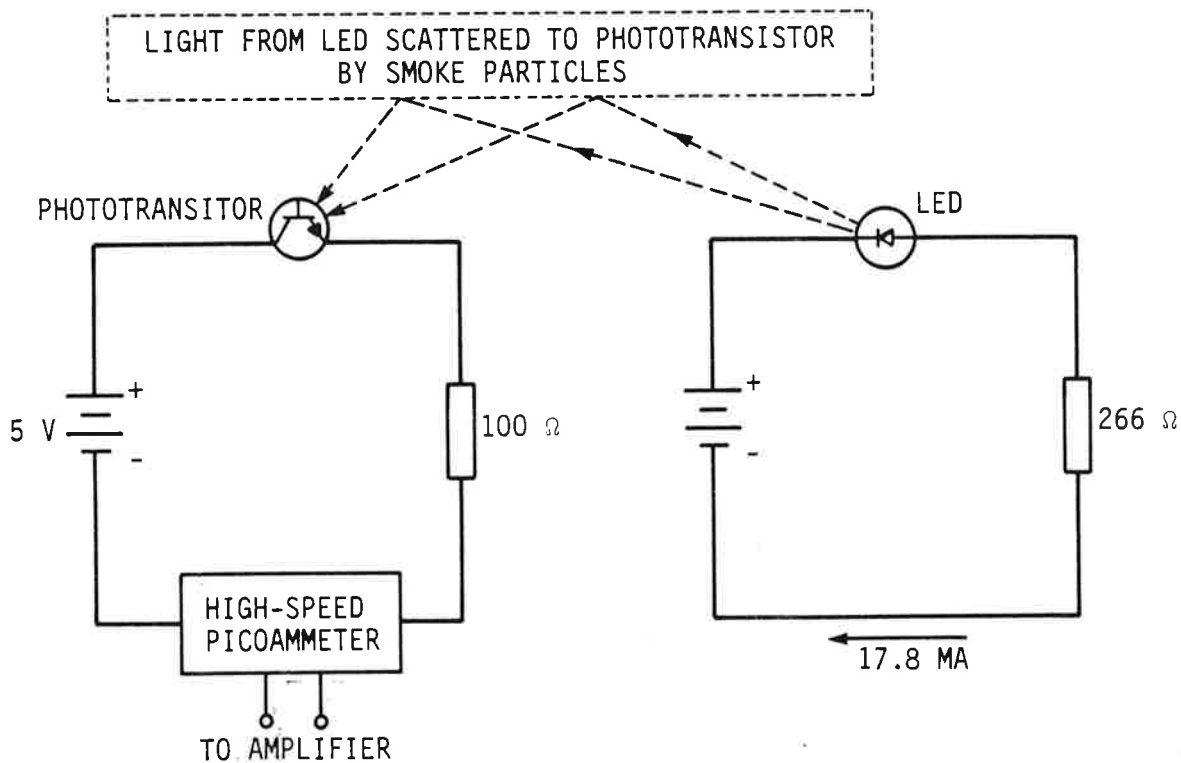 LIGHT FROM LED SCATTERED TO PHOTOTRANSISTOR
BY SMOKE PARTICLES
PHOTOTRANSITOR
LED
+
5 V
-
100 Ω
+
-
266 Ω
HIGH-SPEED
PICOAMMETER
17.8 MA
TO AMPLIFIER